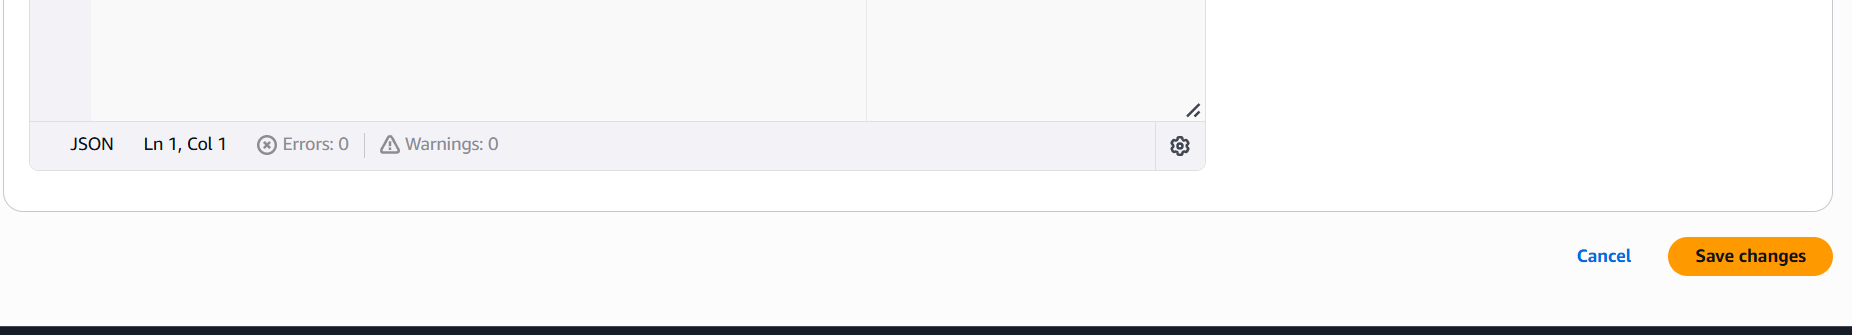 JSON Ln 1, Col 1 Errors: 0 Warnings: 0
Cancel Save changes